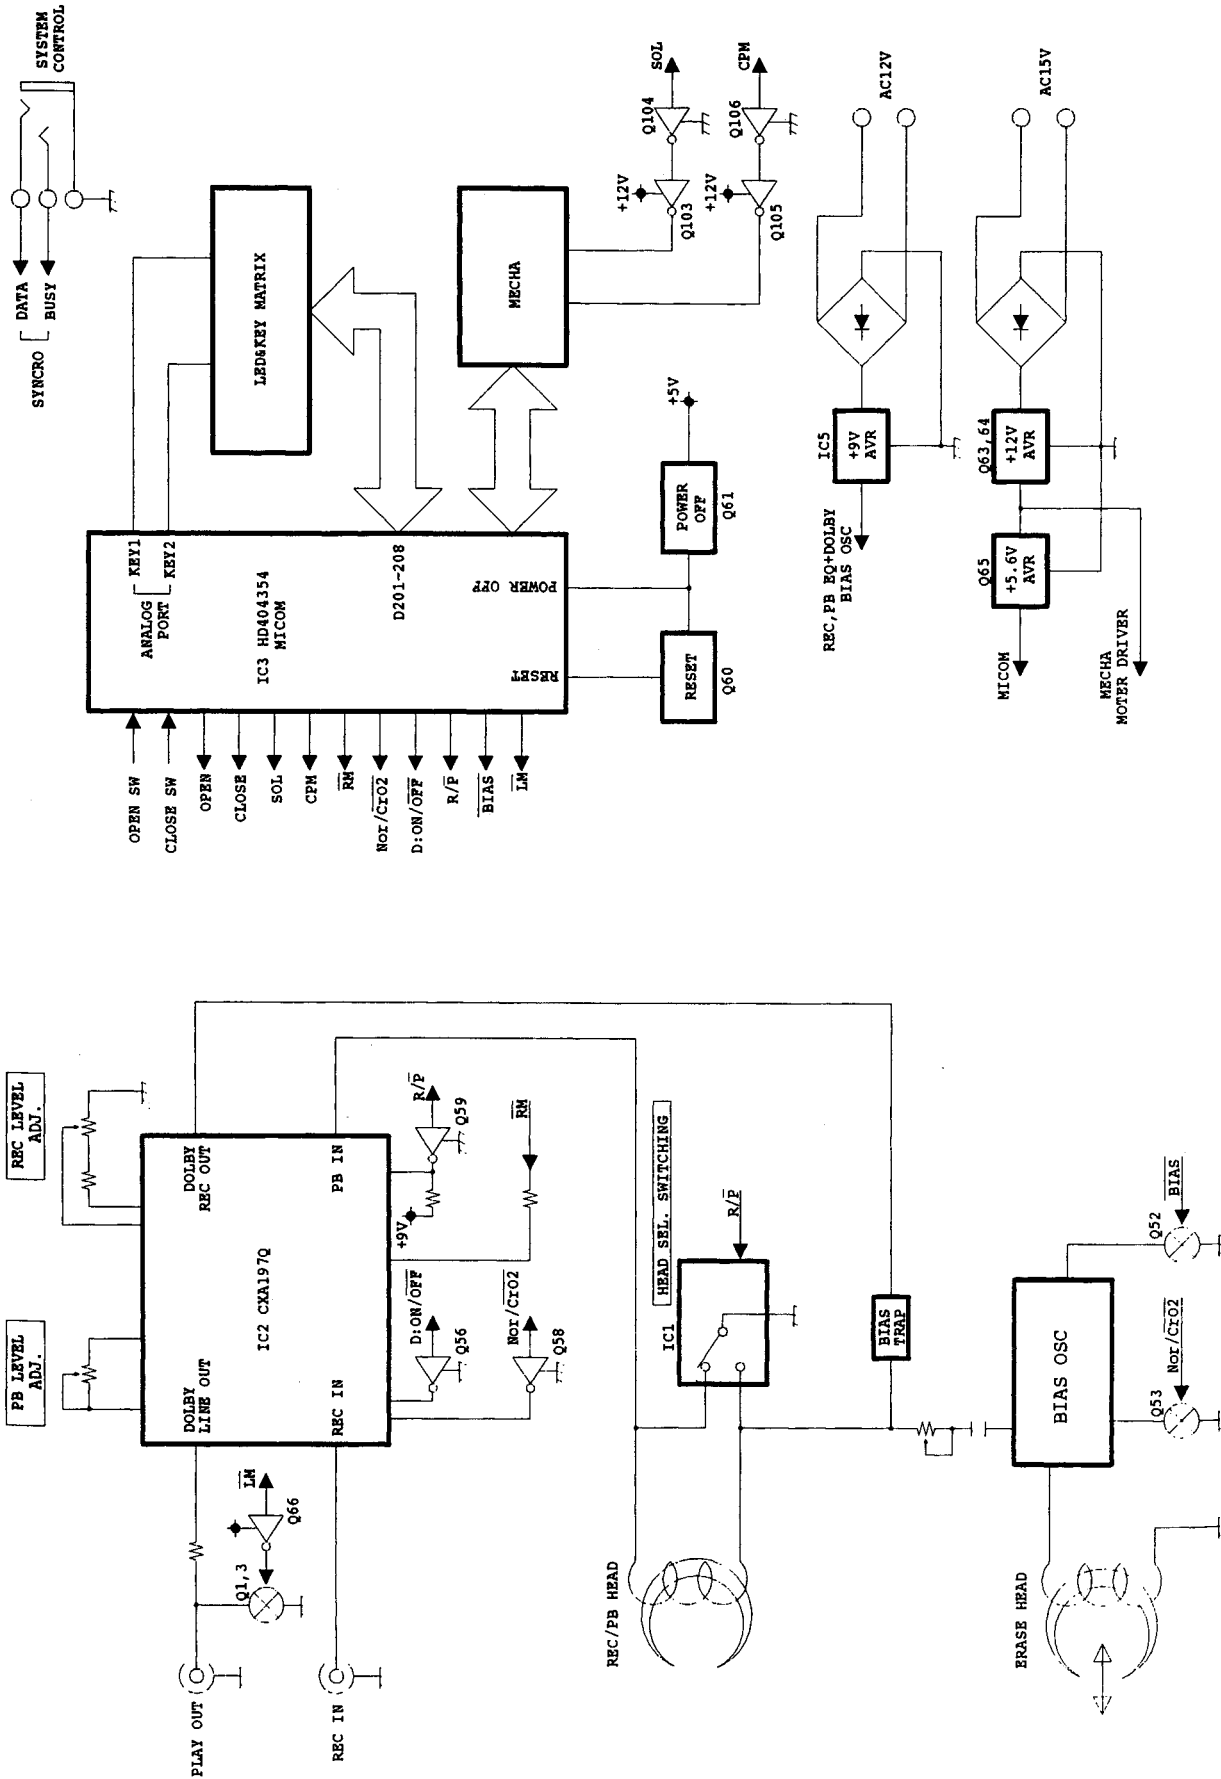 REC LEVEL
ADJ.
PB LEVEL
ADJ.
DOLBY
REC OUT
PB IN
IC2 CXA197Q
DOLBY
LINE OUT
REC IN
+9V
R/P
Q59
RM
D:ON/OFF
Q56
Nor/CrO2
Q58
LM
Q66
Q1,3
PLAY OUT
REC IN
HEAD SEL. SWITCHING
IC1
R/P
REC/PB HEAD
BIAS
TRAP
BIAS OSC
Q52
BIAS
Q53
Nor/CrO2
ERASE HEAD
SYNCRO
DATA
BUSY
SYSTEM
CONTROL
OPEN SW
CLOSE SW
OPEN
CLOSE
SOL
CPM
RM
Nor/CrO2
D:ON/OFF
R/P
BIAS
LM
KEY1
ANALOG
PORT
KEY2
IC3 HD404354
MICOM
D201-208
POWER OFF
RESET
LED&KEY MATRIX
MECHA
+12V
Q103
Q104
SOL
+12V
Q105
Q106
CPM
RESET
Q60
POWER
OFF
Q61
+5V
REC,PB EQ+DOLBY
BIAS OSC
IC5
+9V
AVR
AC12V
MICOM
Q65
+5.6V
AVR
Q63,64
+12V
AVR
AC15V
MECHA
MOTER DRIVER